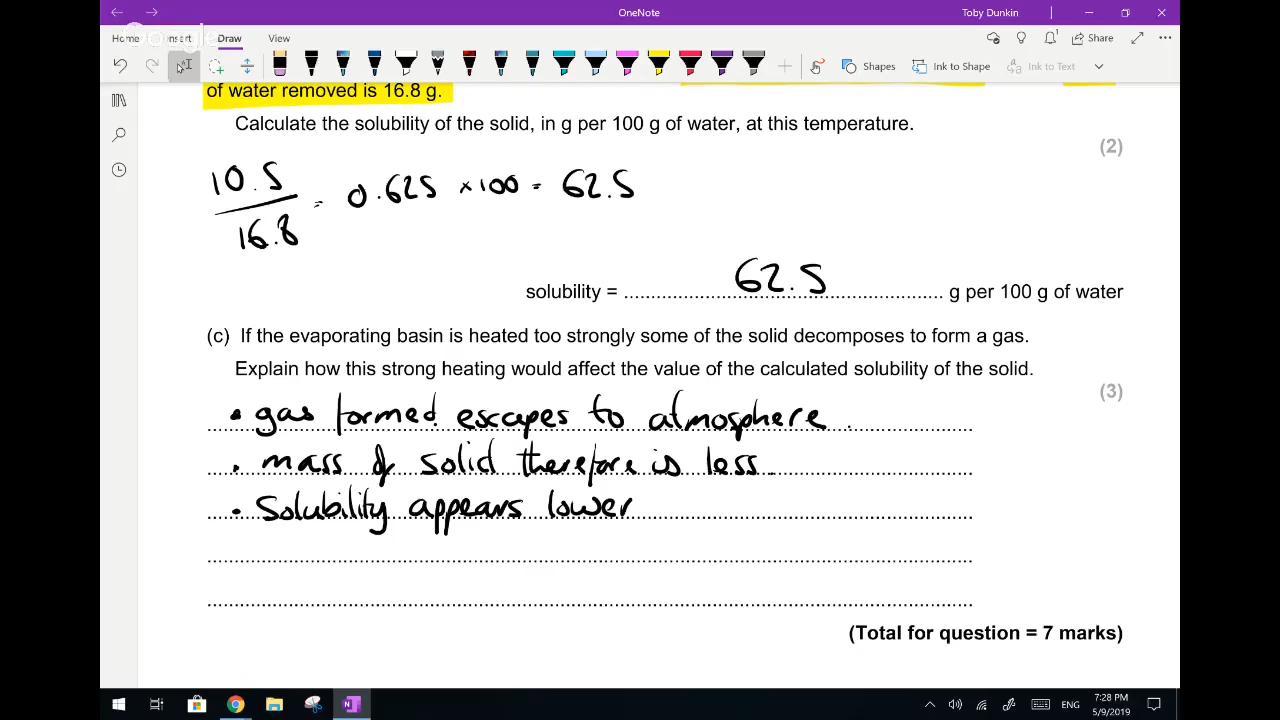 OneNote
Toby Dunkin
Home Insert Draw View
Google
Shapes
Ink to Shape
Ink to Text
Share
of water removed is 16.8 g.
Calculate the solubility of the solid, in g per 100 g of water, at this temperature.
(2)
10.5
16.8
= 0.625 ×100 = 62.5
62.5
solubility = ........ g per 100 g of water
(c) If the evaporating basin is heated too strongly some of the solid decomposes to form a gas.
Explain how this strong heating would affect the value of the calculated solubility of the solid.
(3)
• gas formed escapes to atmosphere.
• mass of solid therefore is less.
• Solubility appears lower
(Total for question = 7 marks)
ENG
7:28 PM
5/9/2019